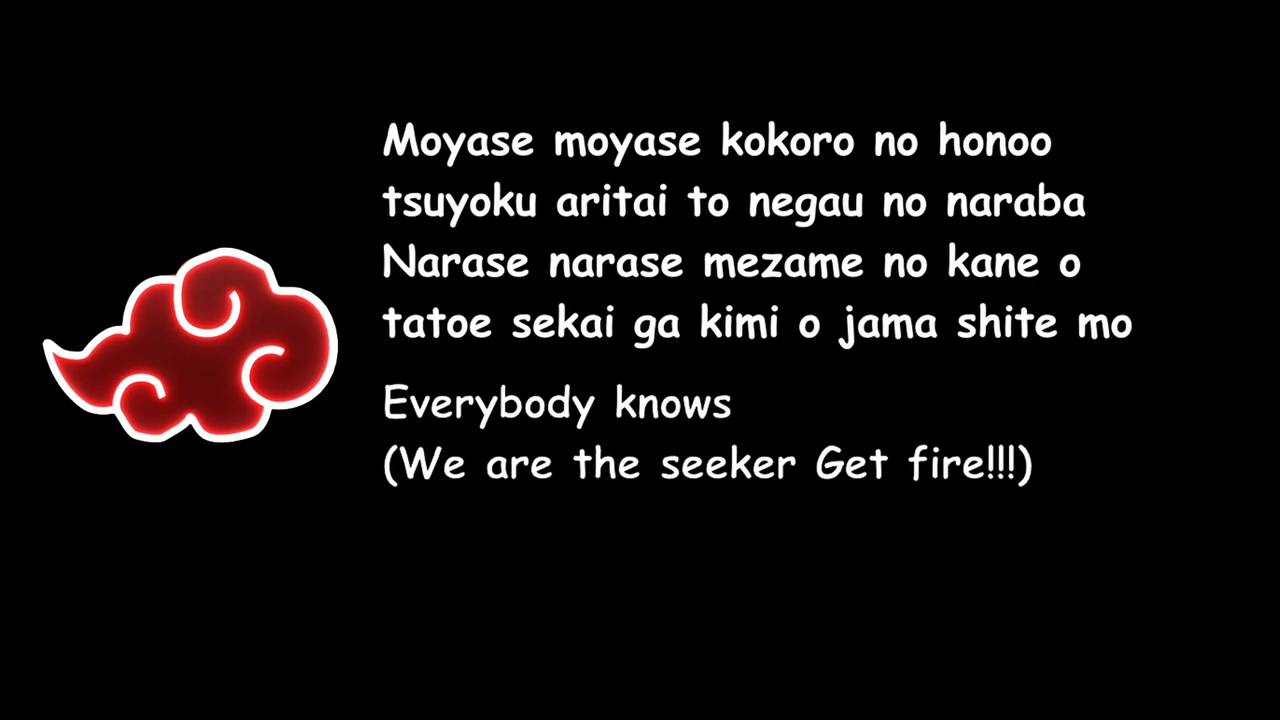 Moyase moyase kokoro no honoo
tsuyoku aritai to negau no naraba
Narase narase mezame no kane o
tatoe sekai ga kimi o jama shite mo
Everybody knows
(We are the seeker Get fire!!!)